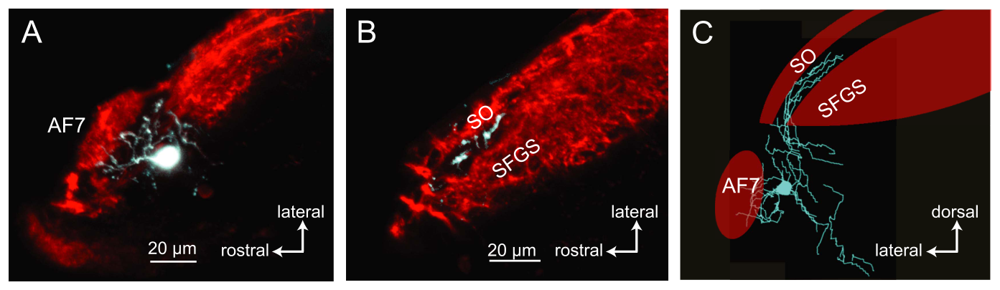 A
AF7
lateral
rostral
20 µm
B
SO
SFGS
lateral
rostral
20 µm
C
SO
SFGS
AF7
dorsal
lateral